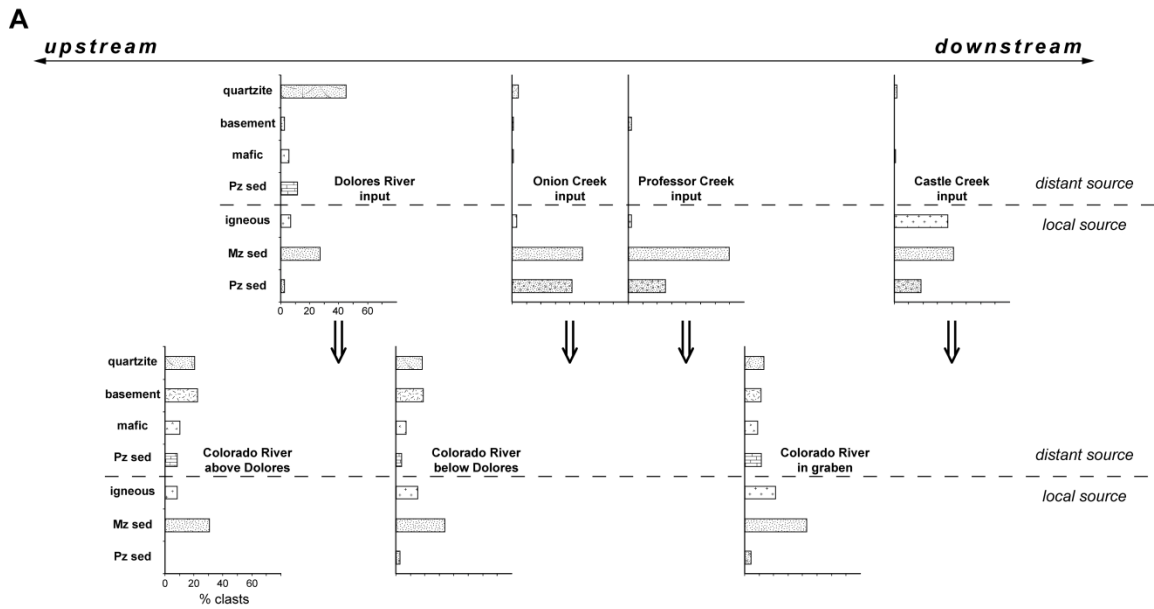 A
upstream downstream
quartzite
basement
mafic
Pz sed
igneous
Mz sed
Pz sed
0 20 40 60
Dolores River
input
Onion Creek
input
Professor Creek
input
Castle Creek
input
distant source
local source
quartzite
basement
mafic
Pz sed
igneous
Mz sed
Pz sed
0 20 40 60
% clasts
Colorado River
above Dolores
Colorado River
below Dolores
Colorado River
in graben
distant source
local source